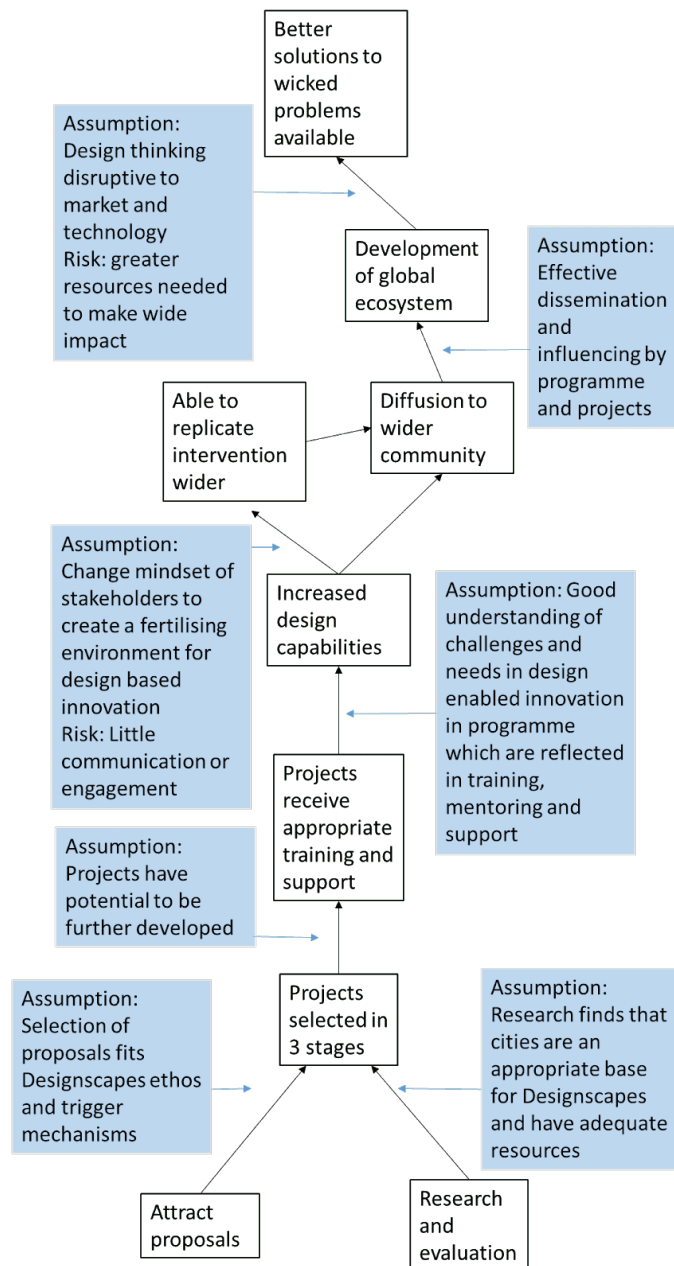 Better
solutions to
wicked
problems
available
Assumption:
Design thinking
disruptive to
market and
technology
Risk: greater
resources needed
to make wide
impact
Development
of global
ecosystem
Assumption:
Effective
dissemination
and
influencing by
programme
and projects
Able to
replicate
intervention
wider
Diffusion to
wider
community
Assumption:
Change mindset of
stakeholders to
create a fertilising
environment for
design based
innovation
Risk: Little
communication or
engagement
Increased
design
capabilities
Assumption: Good
understanding of
challenges and
needs in design
enabled innovation
in programme
which are reflected
in training,
mentoring and
support
Projects
receive
appropriate
training and
support
Assumption:
Projects have
potential to be
further developed
Assumption:
Selection of
proposals fits
Designscapes ethos
and trigger
mechanisms
Projects
selected in
3 stages
Assumption:
Research finds that
cities are an
appropriate base
for Designscapes
and have adequate
resources
Attract
proposals
Research
and
evaluation